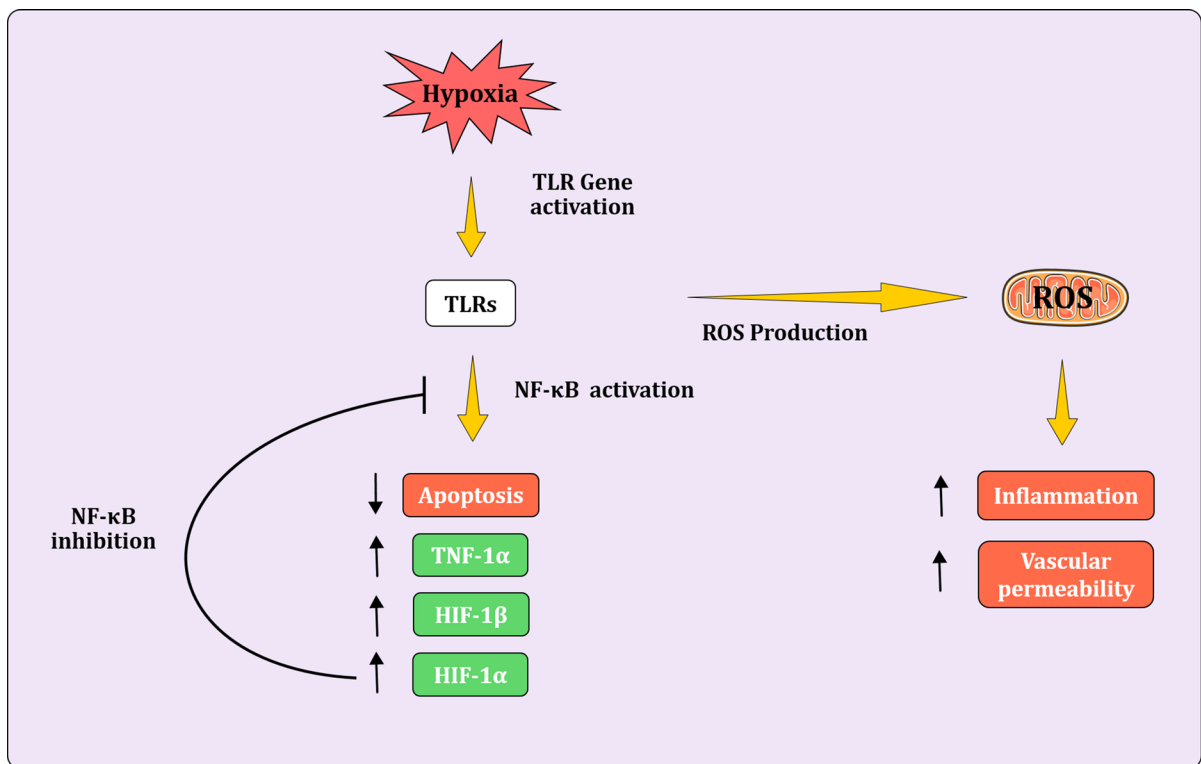 Hypoxia
TLR Gene
activation
TLRs
ROS Production
ROS
NF-κB activation
NF-κB
inhibition
Apoptosis
TNF-1α
HIF-1β
HIF-1α
Inflammation
Vascular
permeability